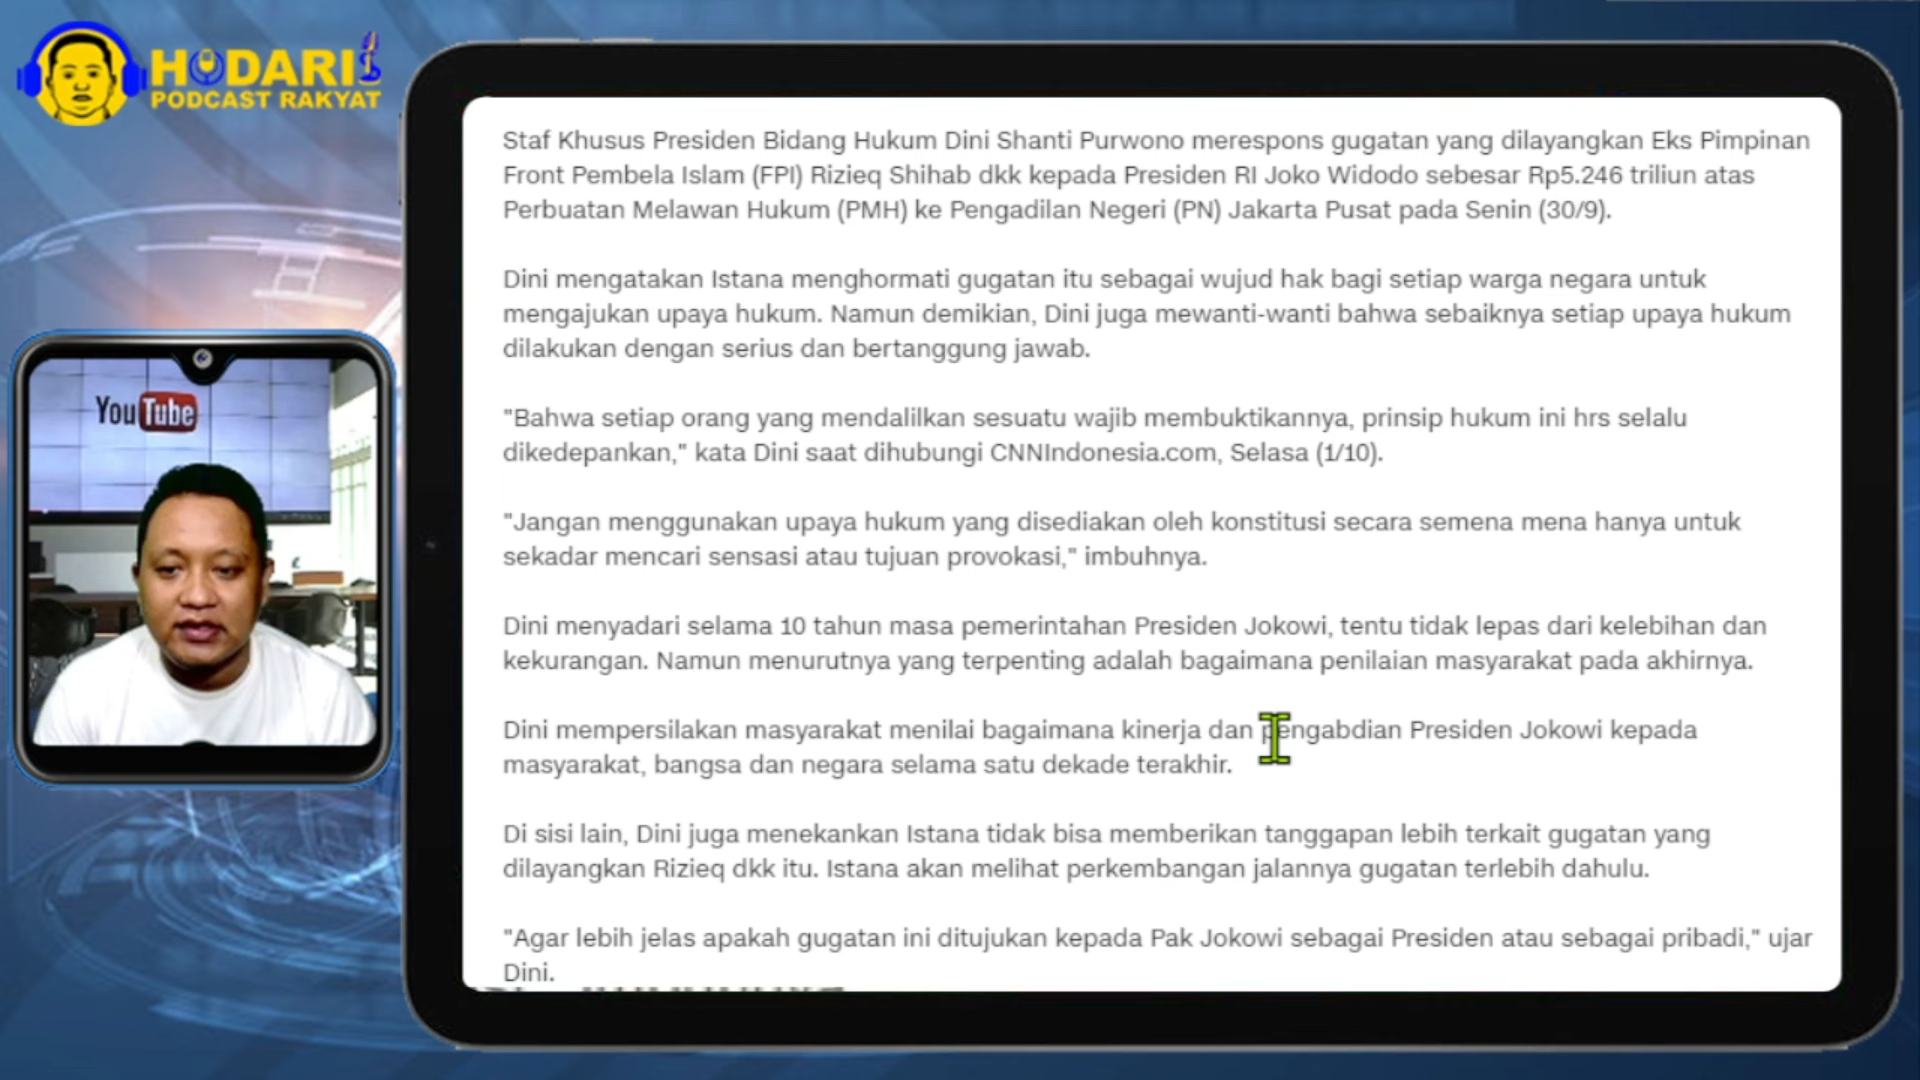 HODARI
PODCAST RAKYAT
YouTube
Staf Khusus Presiden Bidang Hukum Dini Shanti Purwono merespons gugatan yang dilayangkan Eks Pimpinan
Front Pembela Islam (FPI) Rizieq Shihab dkk kepada Presiden RI Joko Widodo sebesar Rp5.246 triliun atas
Perbuatan Melawan Hukum (PMH) ke Pengadilan Negeri (PN) Jakarta Pusat pada Senin (30/9).
Dini mengatakan Istana menghormati gugatan itu sebagai wujud hak bagi setiap warga negara untuk
mengajukan upaya hukum. Namun demikian, Dini juga mewanti-wanti bahwa sebaiknya setiap upaya hukum
dilakukan dengan serius dan bertanggung jawab.
"Bahwa setiap orang yang mendalilkan sesuatu wajib membuktikannya, prinsip hukum ini hrs selalu
dikedepankan," kata Dini saat dihubungi CNNIndonesia.com, Selasa (1/10).
"Jangan menggunakan upaya hukum yang disediakan oleh konstitusi secara semena mena hanya untuk
sekadar mencari sensasi atau tujuan provokasi," imbuhnya.
Dini menyadari selama 10 tahun masa pemerintahan Presiden Jokowi, tentu tidak lepas dari kelebihan dan
kekurangan. Namun menurutnya yang terpenting adalah bagaimana penilaian masyarakat pada akhirnya.
Dini mempersilakan masyarakat menilai bagaimana kinerja dan pengabdian Presiden Jokowi kepada
masyarakat, bangsa dan negara selama satu dekade terakhir.
Di sisi lain, Dini juga menekankan Istana tidak bisa memberikan tanggapan lebih terkait gugatan yang
dilayangkan Rizieq dkk itu. Istana akan melihat perkembangan jalannya gugatan terlebih dahulu.
"Agar lebih jelas apakah gugatan ini ditujukan kepada Pak Jokowi sebagai Presiden atau sebagai pribadi," ujar
Dini.